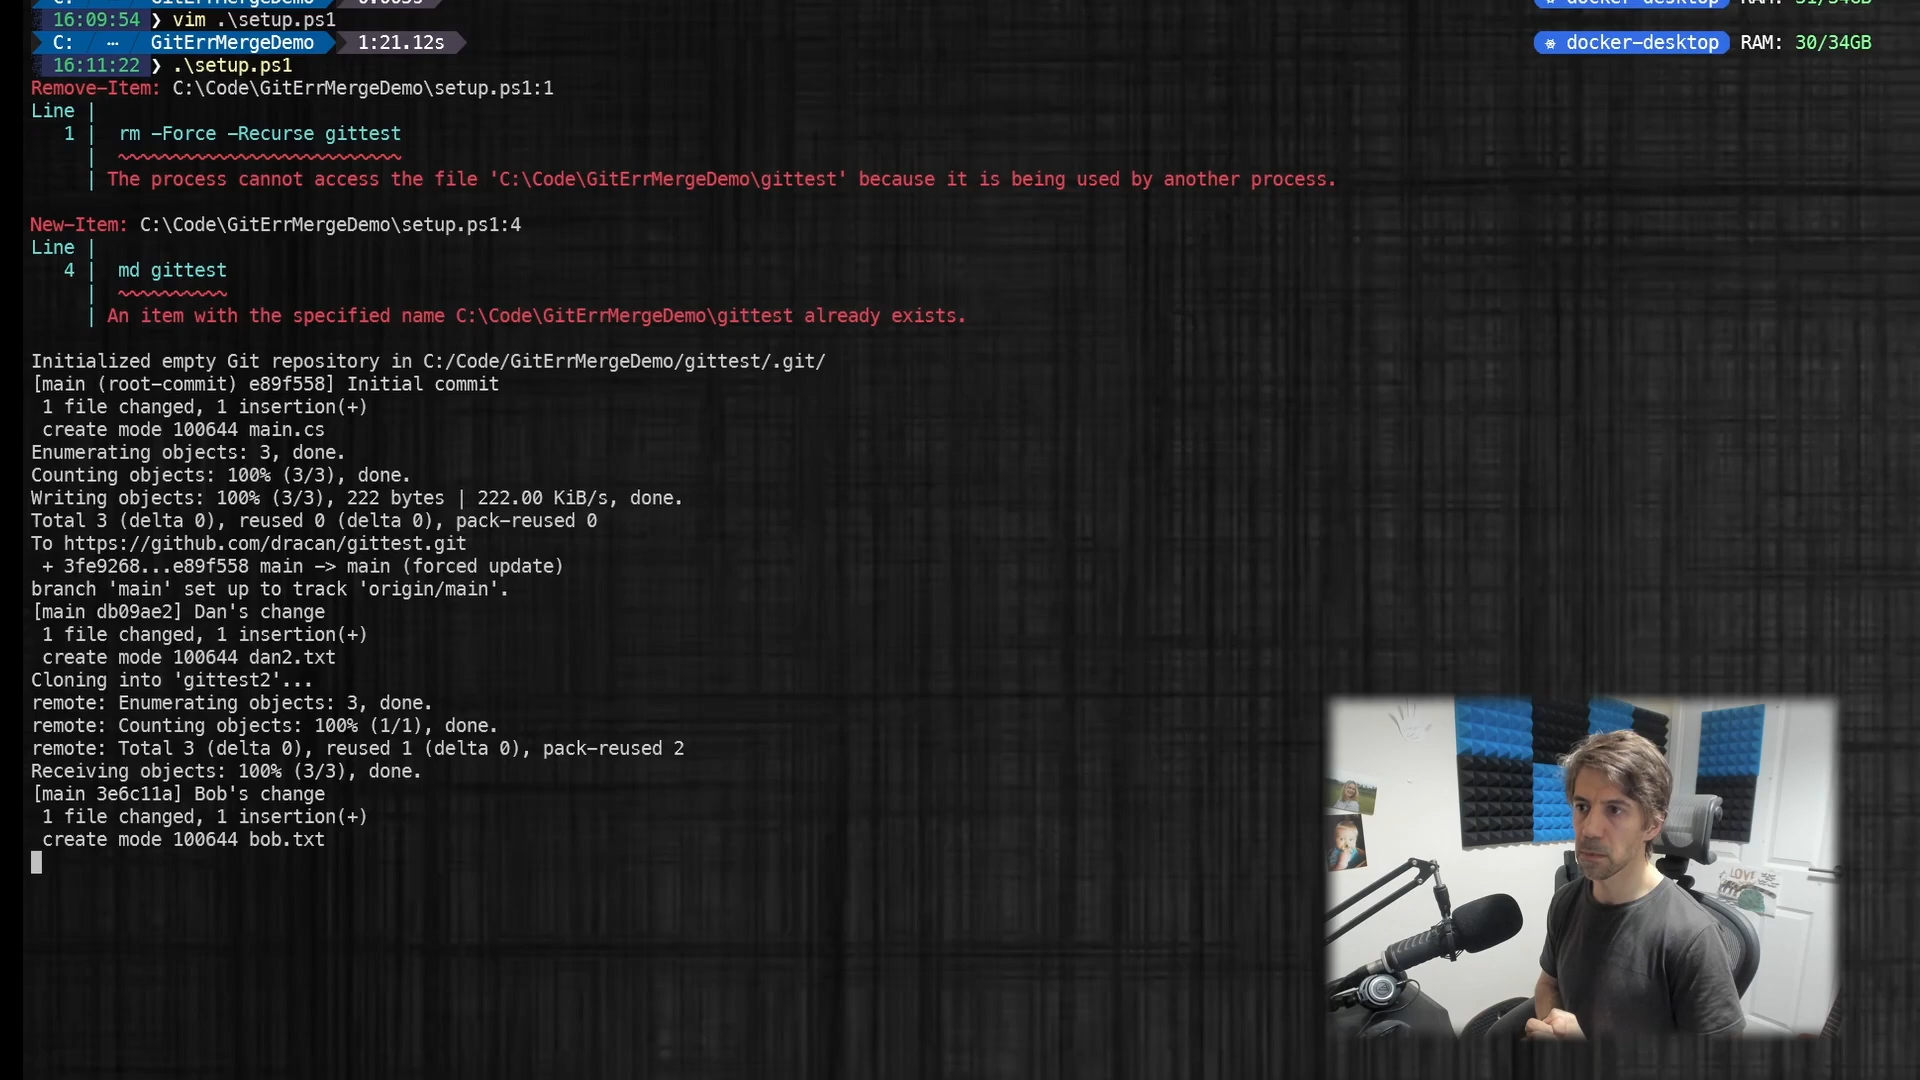 C: ⋯ GitErrMergeDemo
docker-desktop RAM: 31/34GB
16:09:54 ❯ vim .\setup.ps1
C: ⋯ GitErrMergeDemo 1:21.12s
docker-desktop RAM: 30/34GB
16:11:22 ❯ .\setup.ps1
Remove-Item: C:\Code\GitErrMergeDemo\setup.ps1:1
Line |
1 | rm -Force -Recurse gittest
| ~~~~~~~~~~~~~~~~~~~~~~~~~~
| The process cannot access the file 'C:\Code\GitErrMergeDemo\gittest' because it is being used by another process.
New-Item: C:\Code\GitErrMergeDemo\setup.ps1:4
Line |
4 | md gittest
| ~~~~~~~~~~
| An item with the specified name C:\Code\GitErrMergeDemo\gittest already exists.
Initialized empty Git repository in C:/Code/GitErrMergeDemo/gittest/.git/
[main (root-commit) e89f558] Initial commit
1 file changed, 1 insertion(+)
create mode 100644 main.cs
Enumerating objects: 3, done.
Counting objects: 100% (3/3), done.
Writing objects: 100% (3/3), 222 bytes | 222.00 KiB/s, done.
Total 3 (delta 0), reused 0 (delta 0), pack-reused 0
To https://github.com/dracan/gittest.git
+ 3fe9268...e89f558 main -> main (forced update)
branch 'main' set up to track 'origin/main'.
[main db09ae2] Dan's change
1 file changed, 1 insertion(+)
create mode 100644 dan2.txt
Cloning into 'gittest2'...
remote: Enumerating objects: 3, done.
remote: Counting objects: 100% (1/1), done.
remote: Total 3 (delta 0), reused 1 (delta 0), pack-reused 2
Receiving objects: 100% (3/3), done.
[main 3e6c11a] Bob's change
1 file changed, 1 insertion(+)
create mode 100644 bob.txt
LOVE